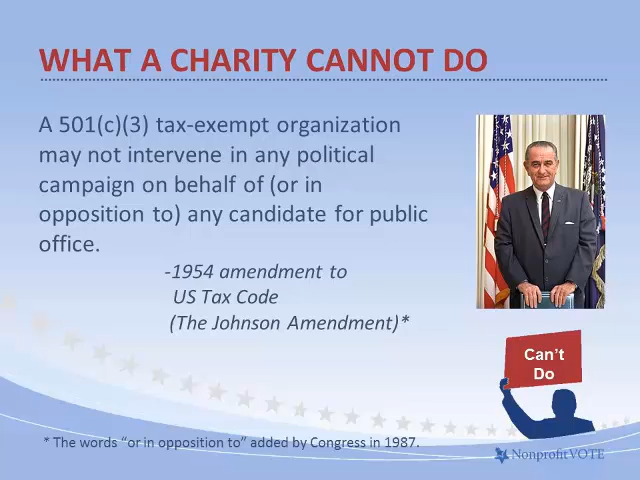 WHAT A CHARITY CANNOT DO
A 501(c)(3) tax-exempt organization
may not intervene in any political
campaign on behalf of (or in
opposition to) any candidate for public
office.
-1954 amendment to
US Tax Code
(The Johnson Amendment)*
Can't
Do
* The words “or in opposition to” added by Congress in 1987.
NonprofitVOTE